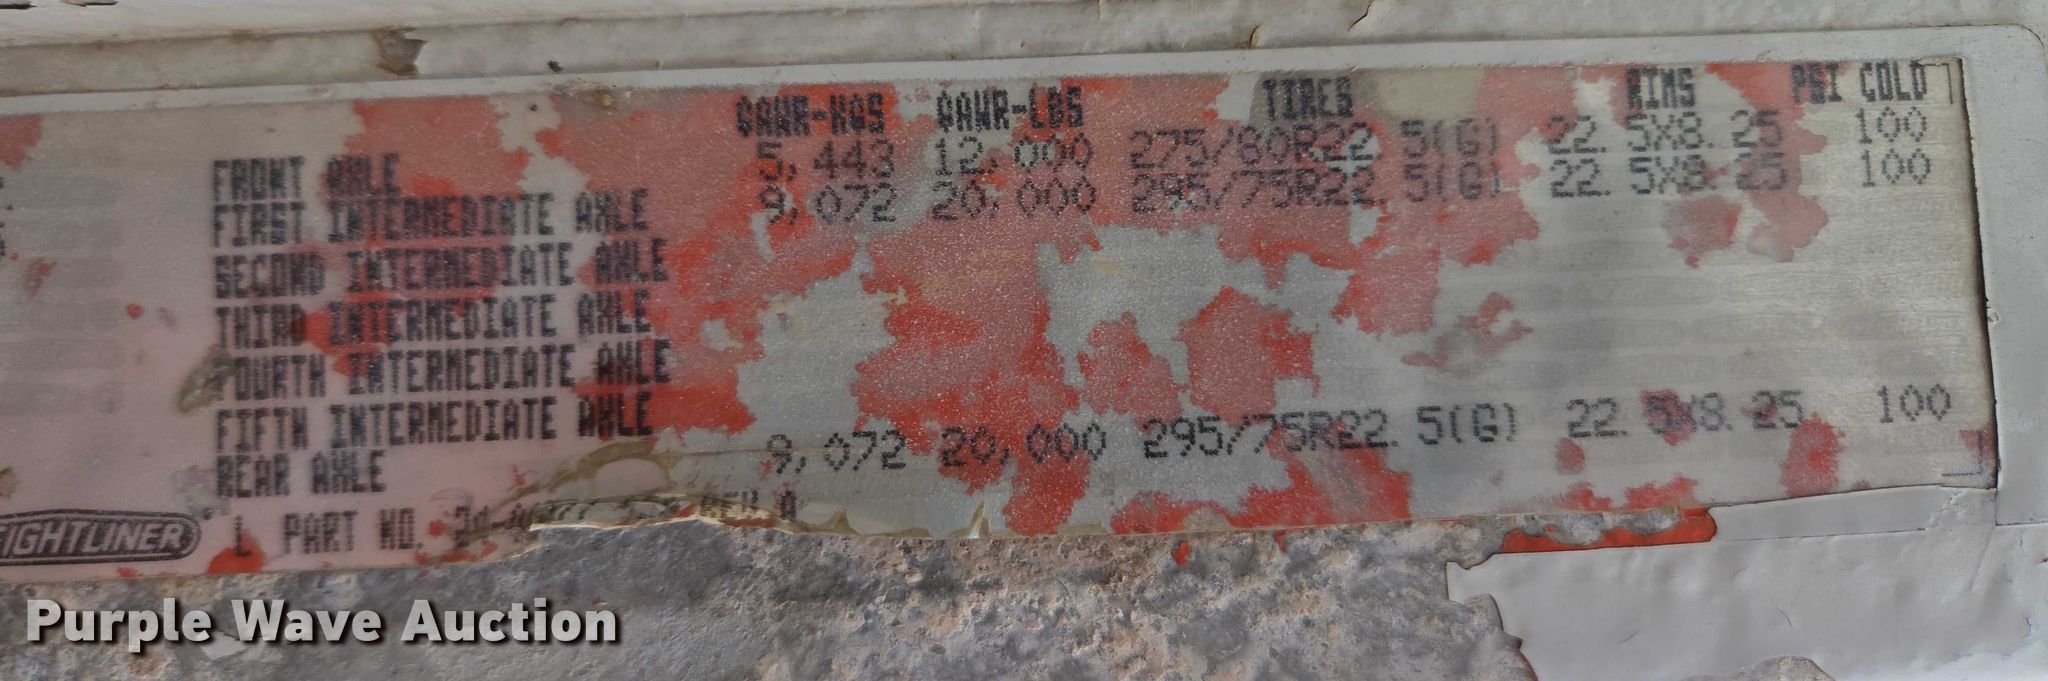 GAWR-KGS GAWR-LBS TIRES RIMS PSI COLD
FRONT AXLE 5,443 12,000 275/80R22.5(G) 22.5X8.25 100
FIRST INTERMEDIATE AXLE 9,072 20,000 295/75R22.5(G) 22.5X8.25 100
SECOND INTERMEDIATE AXLE
THIRD INTERMEDIATE AXLE
FOURTH INTERMEDIATE AXLE
FIFTH INTERMEDIATE AXLE
REAR AXLE 9,072 20,000 295/75R22.5(G) 22.5X8.25 100
IGHTLINER L PART NO. 24- REV A
Purple Wave Auction